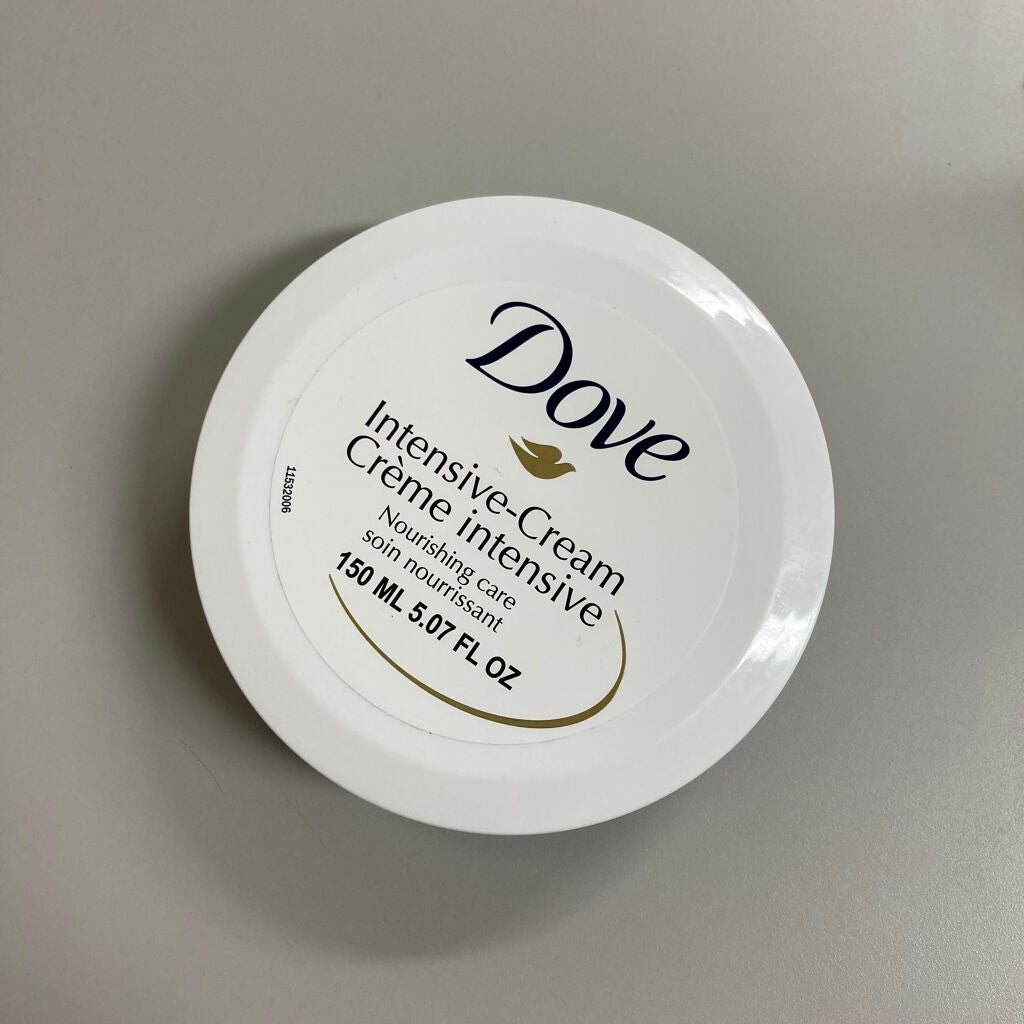 Dove
Intensive-Cream
Crème intensive
Nourishing care
soin nourrissant
150 ML 5.07 FL OZ
11532006